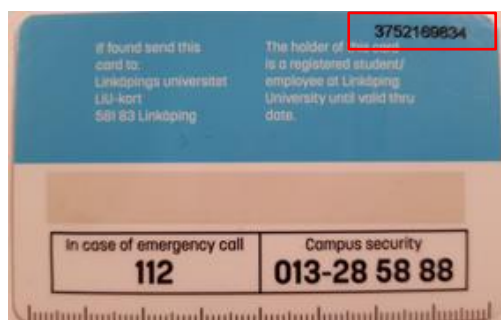 3752169834
If found send this
card to:
Linköpings universitet
LiU-kort
581 83 Linköping
The holder of this card
is a registered student/
employee at Linköping
University until valid thru
date.
In case of emergency call
112
Campus security
013-28 58 88